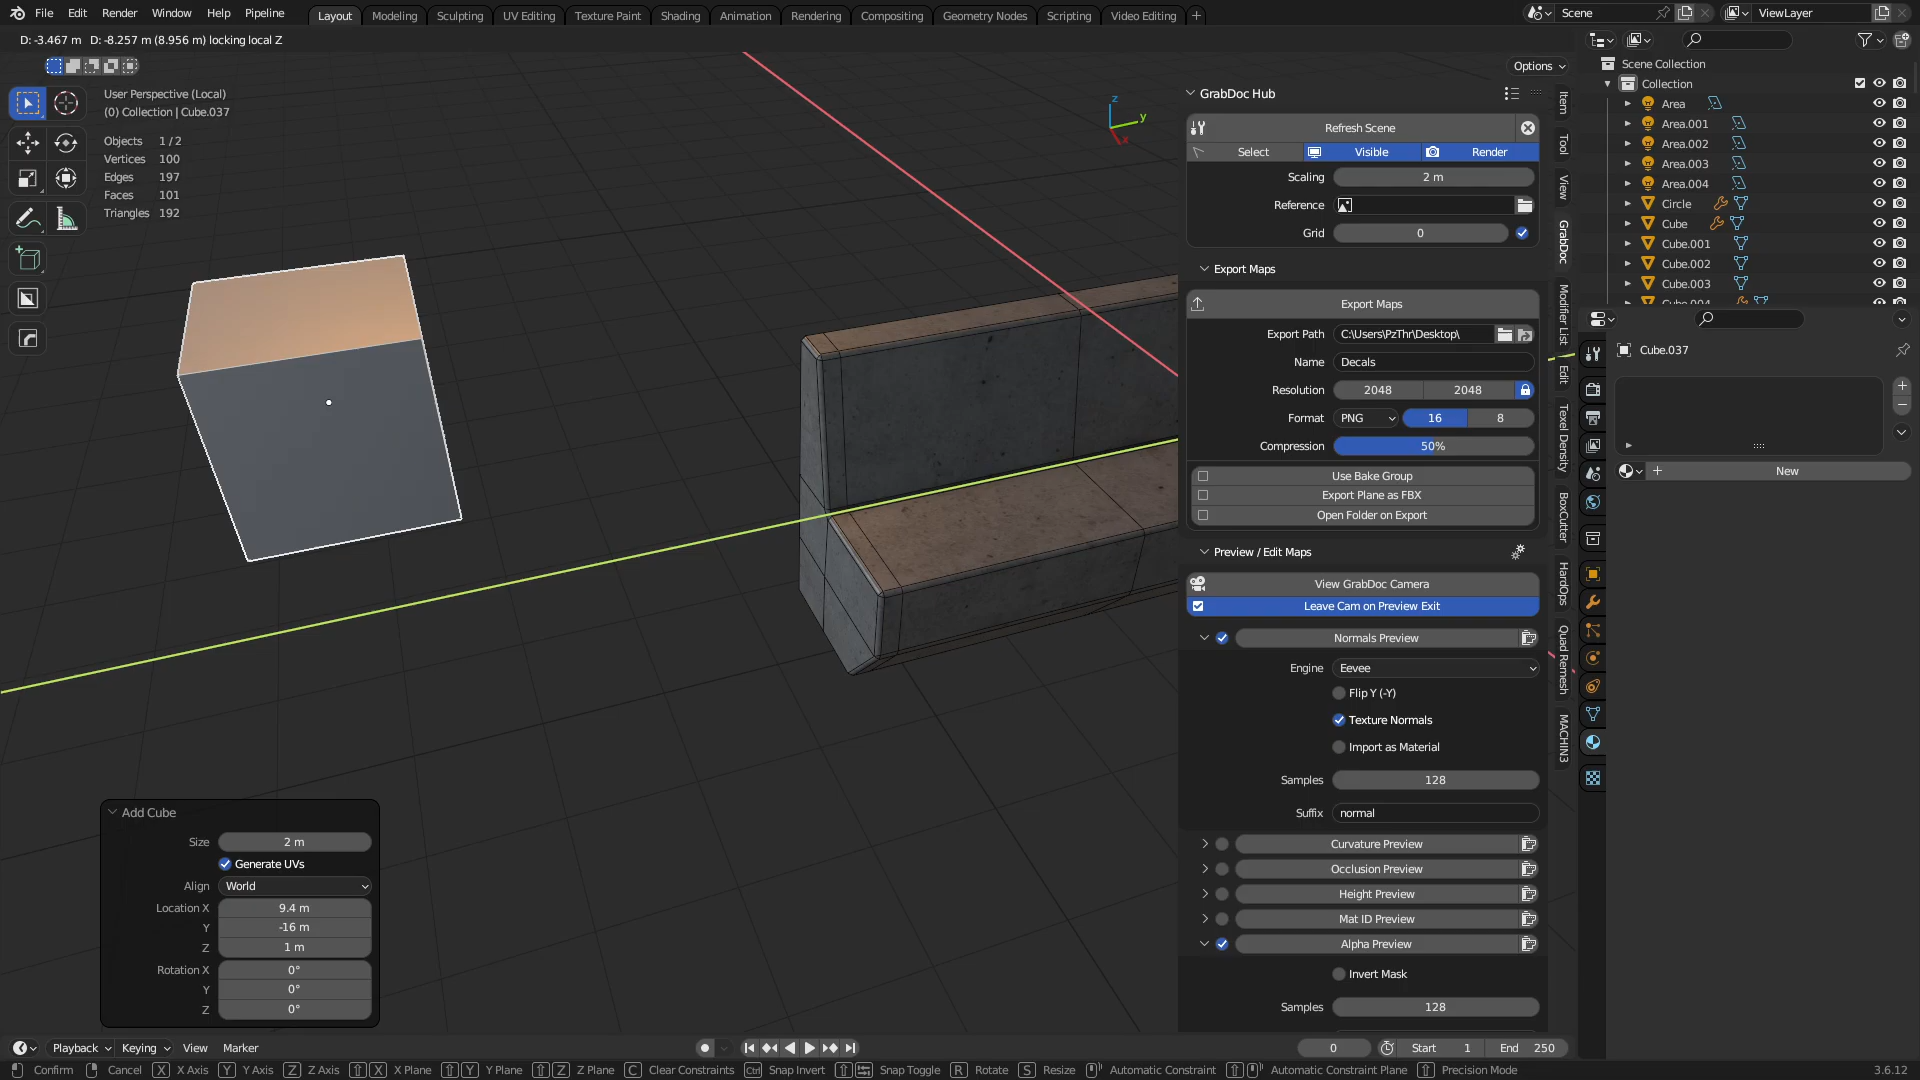 File Edit Render Window Help Pipeline Layout Modeling Sculpting UV Editing Texture Paint Shading Animation Rendering Compositing Geometry Nodes Scripting Video Editing + Scene ViewLayer
D: -3.467 m D: -8.257 m (8.956 m) locking local Z
Options
User Perspective (Local)
(0) Collection | Cube.037
Objects 1 / 2
Vertices 100
Edges 197
Faces 101
Triangles 192
z
y
x
GrabDoc Hub
Refresh Scene
Select Visible Render
Scaling 2 m
Reference
Grid 0
Export Maps
Export Maps
Export Path C:\Users\PzThr\Desktop\
Name Decals
Resolution 2048 2048
Format PNG 16 8
Compression 50%
Use Bake Group
Export Plane as FBX
Open Folder on Export
Preview / Edit Maps
View GrabDoc Camera
Leave Cam on Preview Exit
Normals Preview
Engine Eevee
Flip Y (-Y)
Texture Normals
Import as Material
Samples 128
Suffix normal
Curvature Preview
Occlusion Preview
Height Preview
Mat ID Preview
Alpha Preview
Invert Mask
Samples 128
Item
Tool
View
GrabDoc
Modifier List
Edit
Texel Density
BoxCutter
HardOps
Quad Remesh
MACHIN3
Scene Collection
Collection
Area
Area.001
Area.002
Area.003
Area.004
Circle
Cube
Cube.001
Cube.002
Cube.003
Cube.004
Cube.037
New
Add Cube
Size 2 m
Generate UVs
Align World
Location X 9.4 m
Y -16 m
Z 1 m
Rotation X 0°
Y 0°
Z 0°
Playback Keying View Marker 0 Start 1 End 250
Confirm Cancel X X Axis Y Y Axis Z Z Axis X X Plane Y Y Plane Z Z Plane C Clear Constraints Ctrl Snap Invert Snap Toggle R Rotate S Resize Automatic Constraint Automatic Constraint Plane Precision Mode 3.6.12